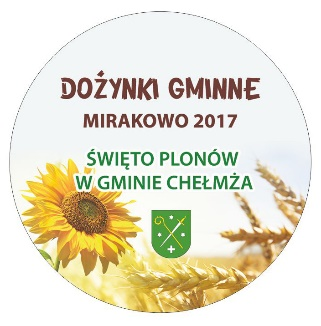 DOŻYNKI GMINNE
MIRAKOWO 2017
ŚWIĘTO PLONÓW
W GMINIE CHEŁMŻA